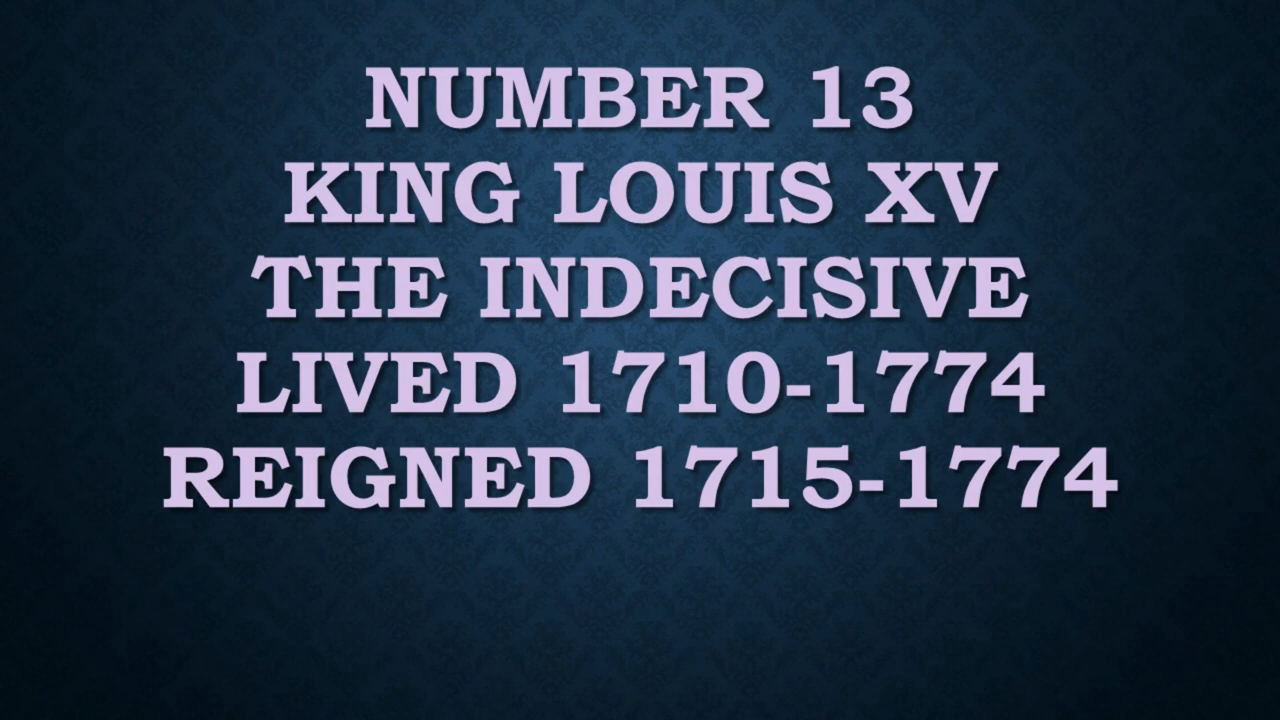 NUMBER 13
KING LOUIS XV
THE INDECISIVE
LIVED 1710-1774
REIGNED 1715-1774